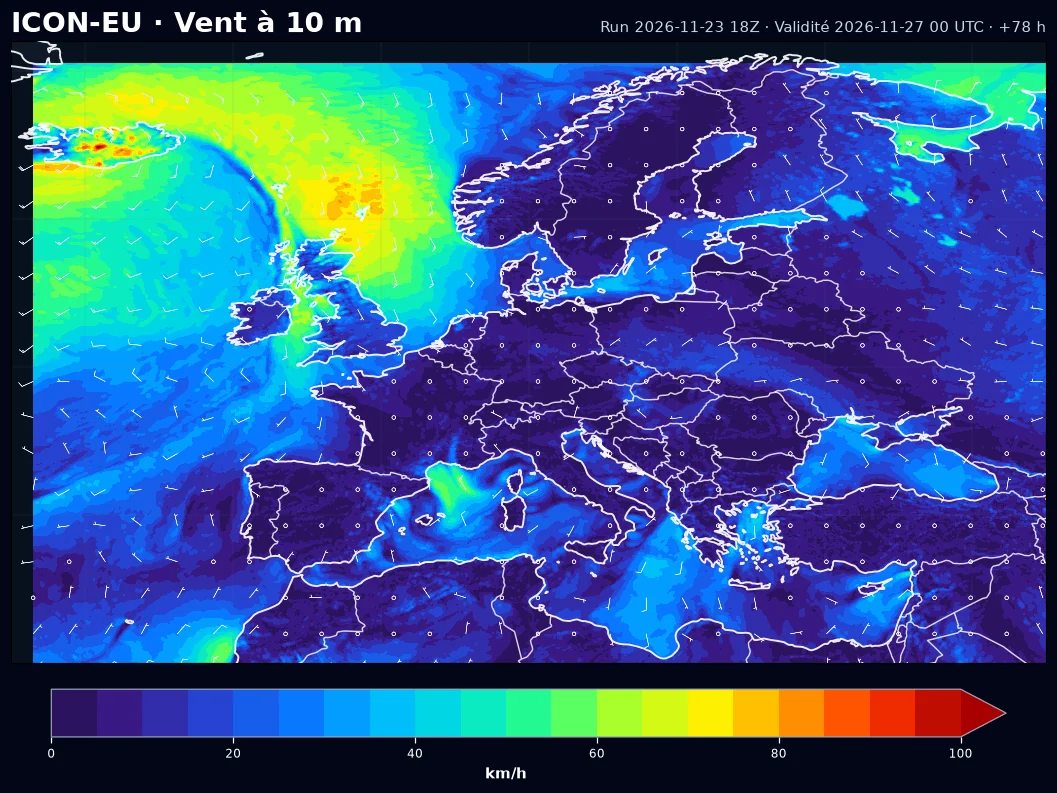 ICON-EU · Vent à 10 m
Run 2026-11-23 18Z · Validité 2026-11-27 00 UTC · +78 h
0 20 40 60 80 100
km/h